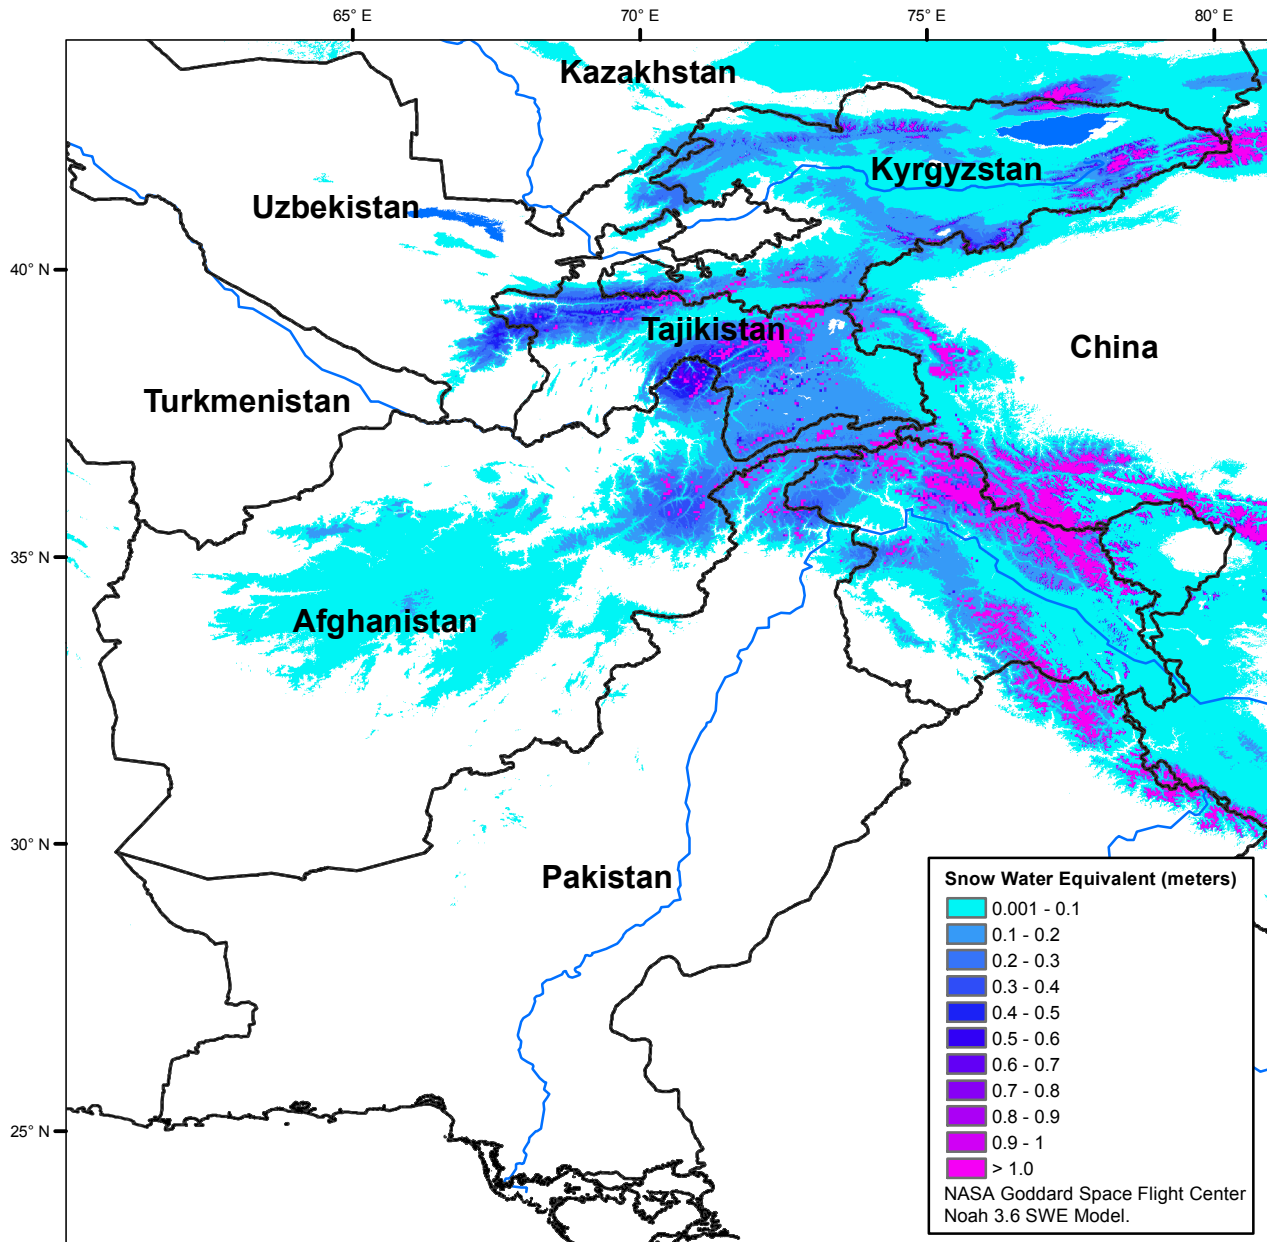 65° E
70° E
75° E
80° E
Kazakhstan
Kyrgyzstan
Uzbekistan
40° N
Tajikistan
China
Turkmenistan
35° N
Afghanistan
30° N
Pakistan
25° N
Snow Water Equivalent (meters)
0.001 - 0.1
0.1 - 0.2
0.2 - 0.3
0.3 - 0.4
0.4 - 0.5
0.5 - 0.6
0.6 - 0.7
0.7 - 0.8
0.8 - 0.9
0.9 - 1
> 1.0
NASA Goddard Space Flight Center
Noah 3.6 SWE Model.